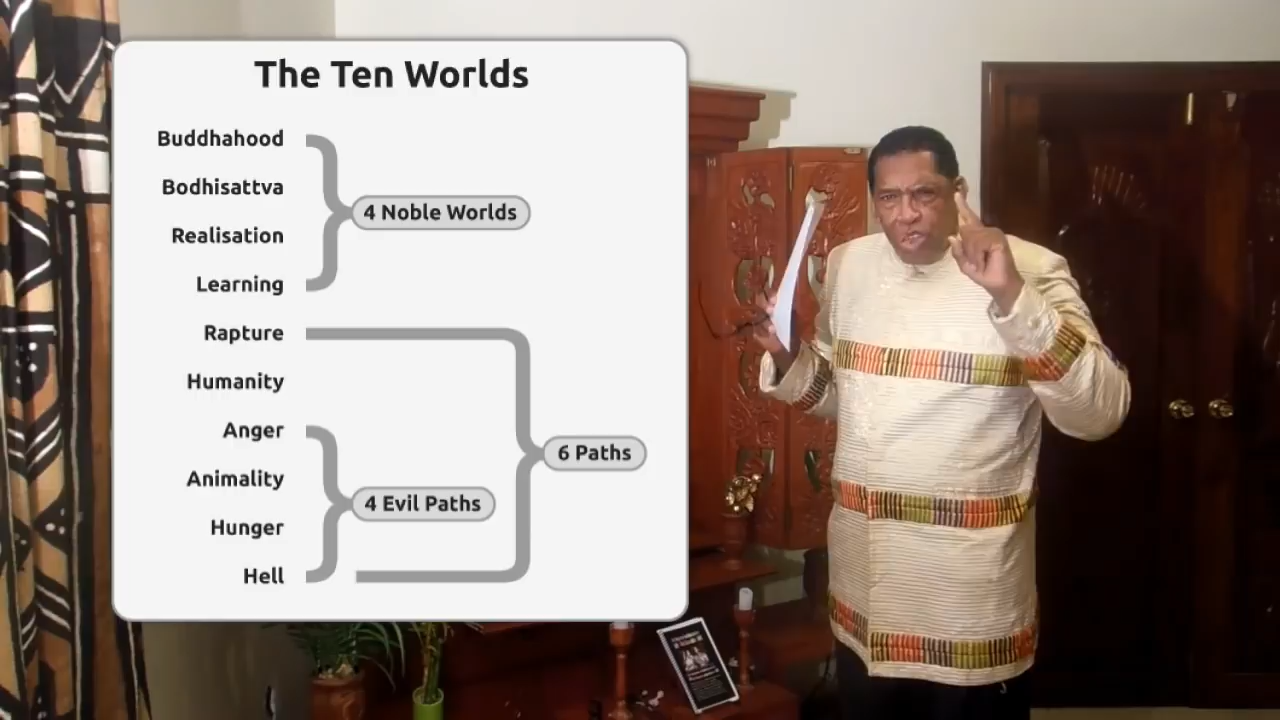 The Ten Worlds
Buddhahood
Bodhisattva
4 Noble Worlds
Realisation
Learning
Rapture
Humanity
Anger
6 Paths
Animality
4 Evil Paths
Hunger
Hell